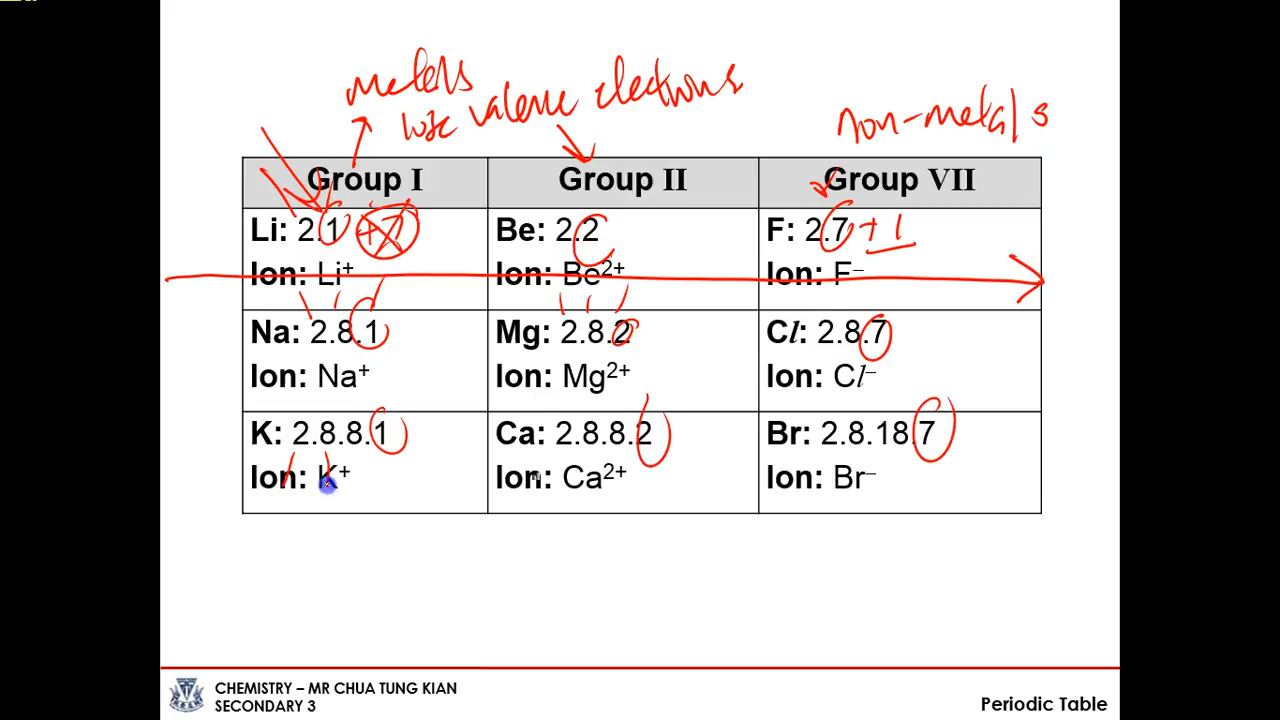 metals
lose valence electrons
non-metals
Group I
Group II
Group VII
Li: 2.1 +7
Be: 2.2
F: 2.7 + 1
Ion: Li⁺
Ion: Be²⁺
Ion: F⁻
Na: 2.8.1
Mg: 2.8.2
Cl: 2.8.7
Ion: Na⁺
Ion: Mg²⁺
Ion: Cl⁻
K: 2.8.8.1
Ca: 2.8.8.2
Br: 2.8.18.7
Ion: K⁺
Ion: Ca²⁺
Ion: Br⁻
CHEMISTRY – MR CHUA TUNG KIAN
SECONDARY 3
Periodic Table